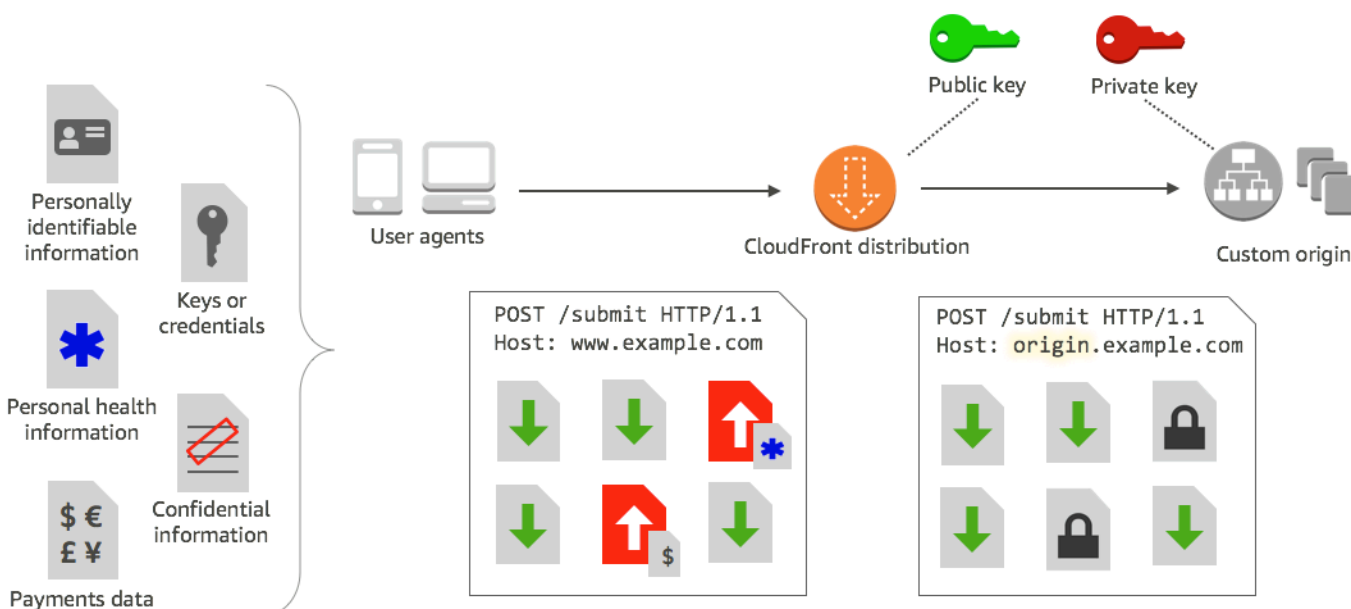 Public key
Private key
Personally
identifiable
information
Keys or
credentials
Personal health
information
Confidential
information
$ €
£ ¥
Payments data
User agents
CloudFront distribution
Custom origin
POST /submit HTTP/1.1
Host: www.example.com
$
POST /submit HTTP/1.1
Host: origin.example.com